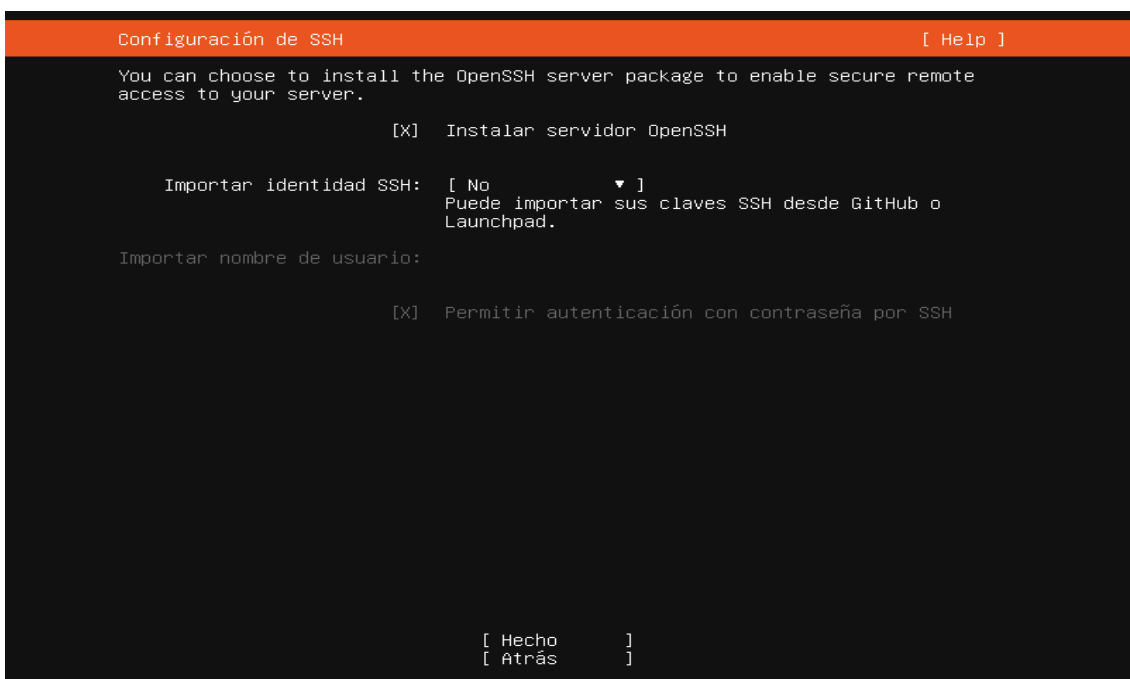 Configuración de SSH [ Help ]
You can choose to install the OpenSSH server package to enable secure remote
access to your server.
[X] Instalar servidor OpenSSH
Importar identidad SSH: [ No ▾ ]
Puede importar sus claves SSH desde GitHub o
Launchpad.
Importar nombre de usuario:
[X] Permitir autenticación con contraseña por SSH
[ Hecho ]
[ Atrás ]